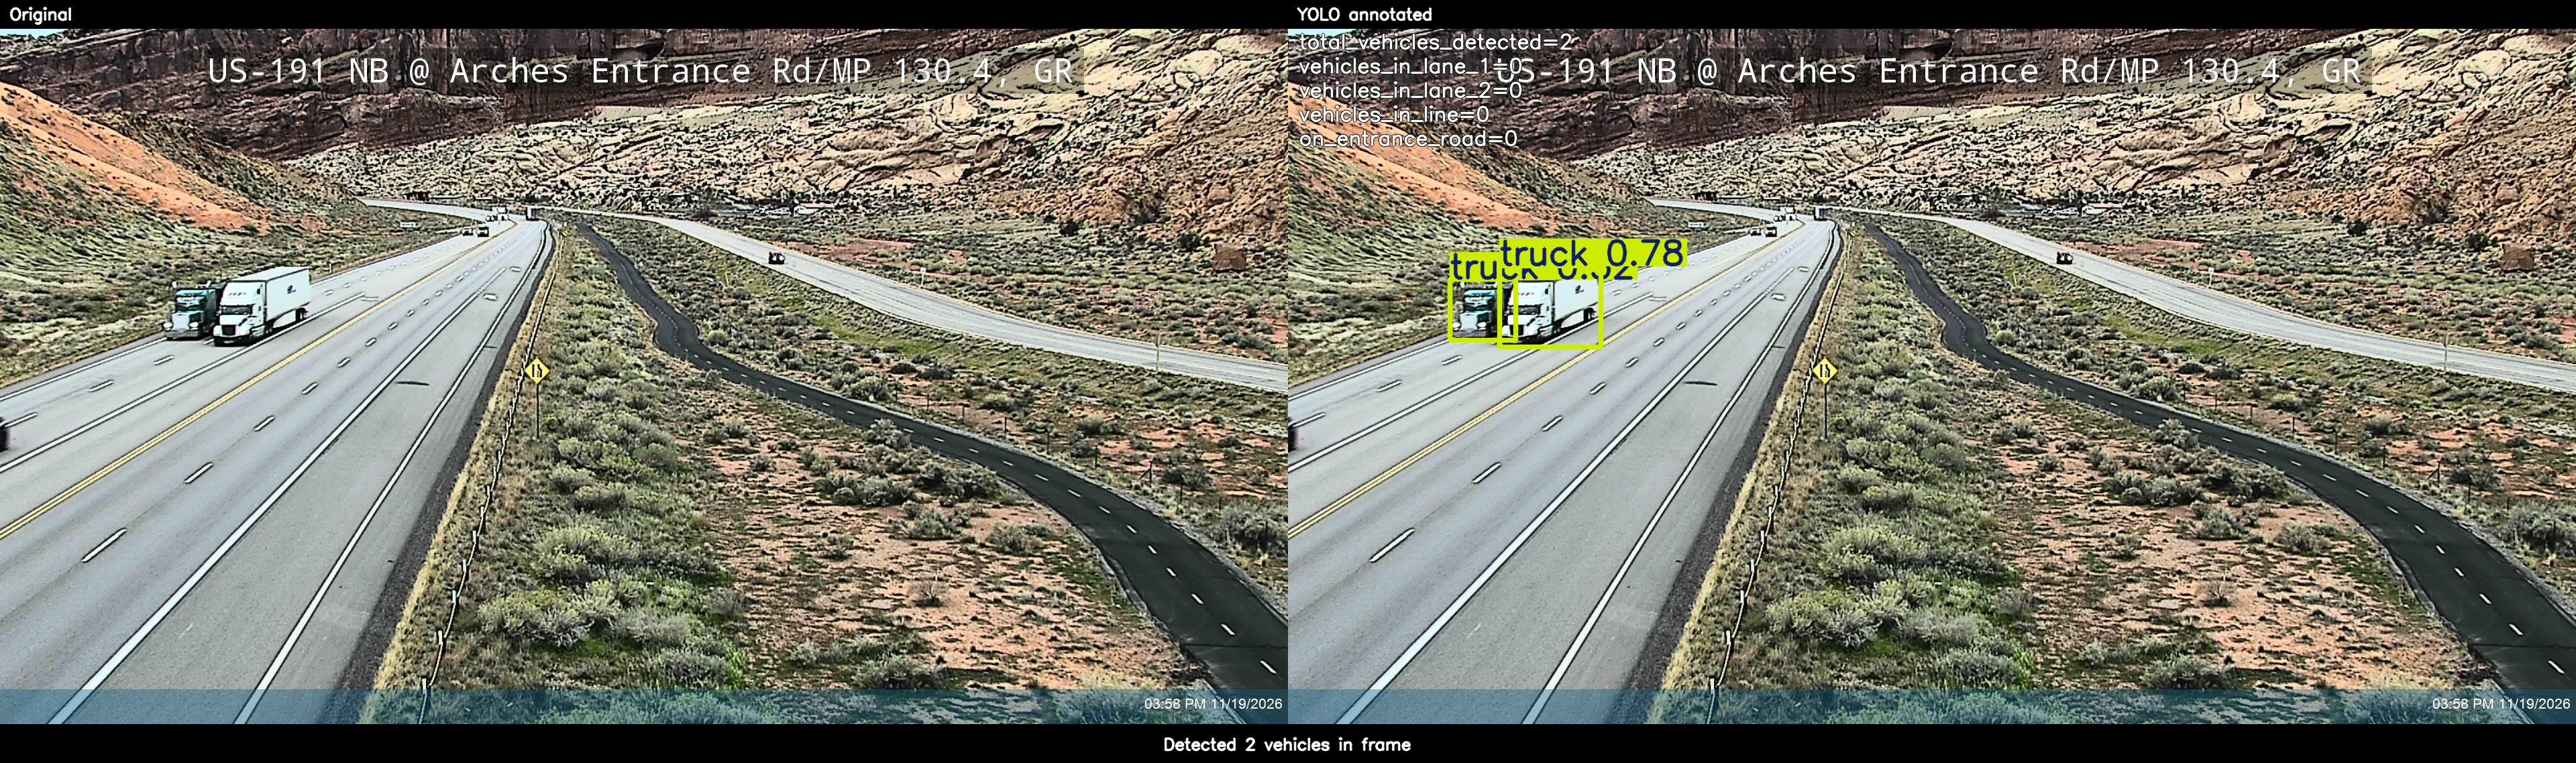 Original
US-191 NB @ Arches Entrance Rd/MP 130.4, GR
03:58 PM 11/19/2026
YOLO annotated
total_vehicles_detected=2
vehicles_in_lane_1=0
US-191 NB @ Arches Entrance Rd/MP 130.4, GR
vehicles_in_lane_2=0
vehicles_in_line=0
on_entrance_road=0
truck 0.78
truck
03:58 PM 11/19/2026
Detected 2 vehicles in frame